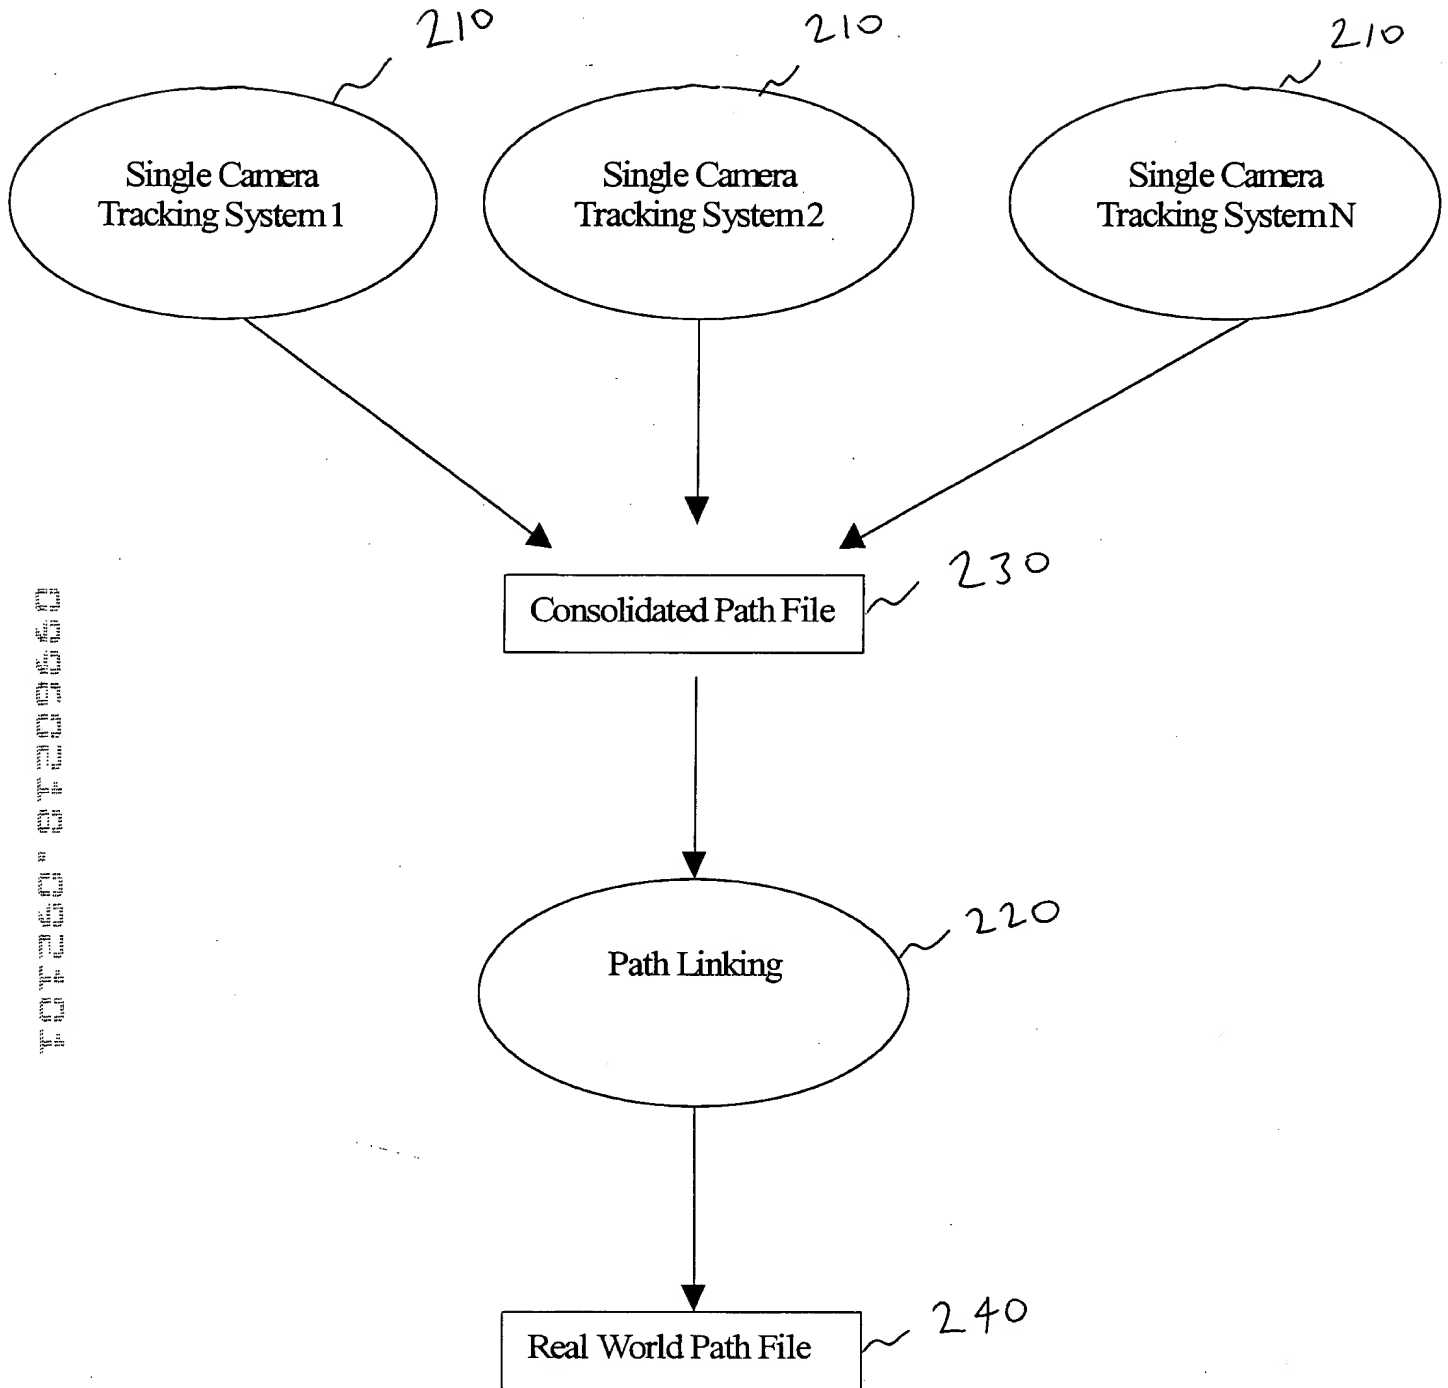 210
210
210
Single Camera
Tracking System 1
Single Camera
Tracking System 2
Single Camera
Tracking System N
230
Consolidated Path File
220
Path Linking
240
Real World Path File